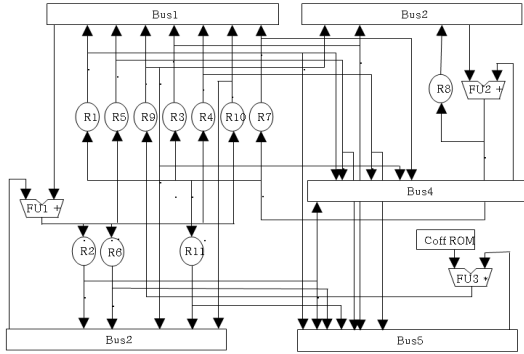 Bus1
Bus2
R1 R5 R9 R3 R4 R10 R7
R8
FU2 +
FU1 +
Bus4
R2 R6 R11
Coff ROM
FU3 *
Bus2
Bus5